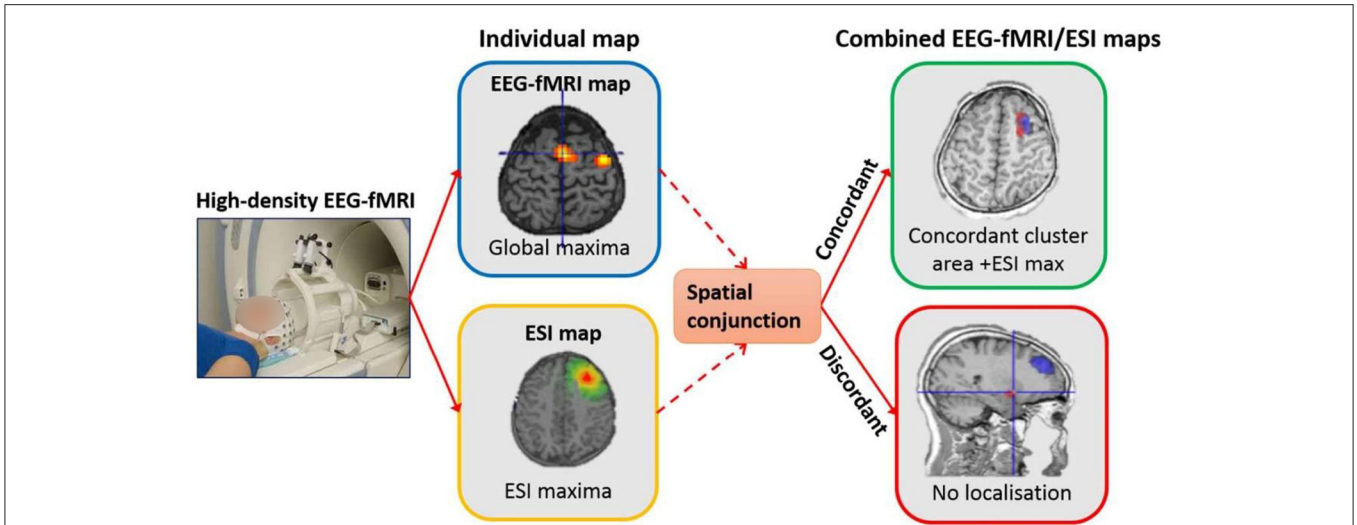 Individual map
Combined EEG-fMRI/ESI maps
High-density EEG-fMRI
EEG-fMRI map
Global maxima
ESI map
ESI maxima
Spatial
conjunction
Concordant
Discordant
Concordant cluster
area +ESI max
No localisation